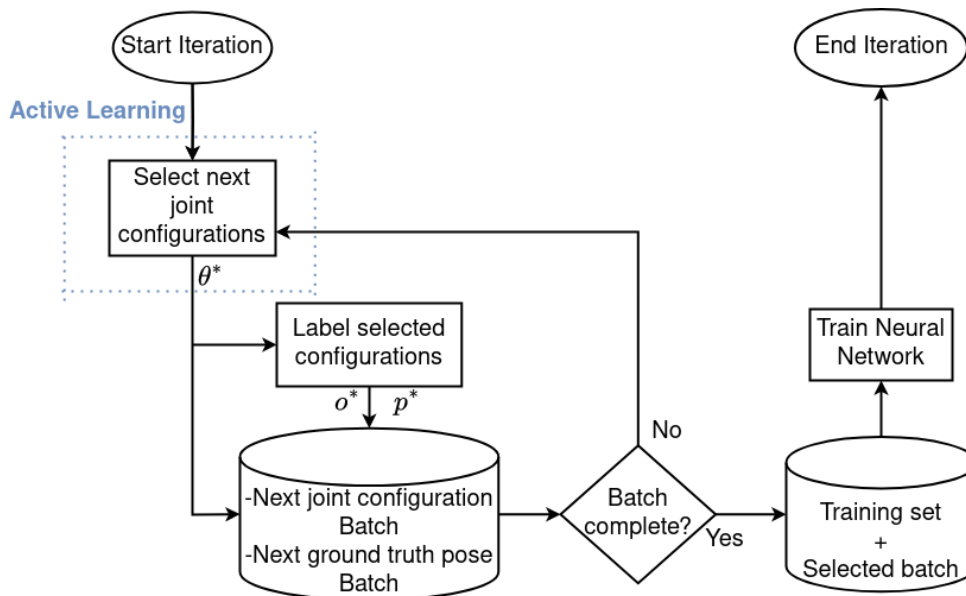 Start Iteration
End Iteration
Active Learning
Select next
joint
configurations
θ*
Label selected
configurations
o* p*
Train Neural
Network
-Next joint configuration
Batch
-Next ground truth pose
Batch
No
Batch
complete?
Yes
Training set
+
Selected batch